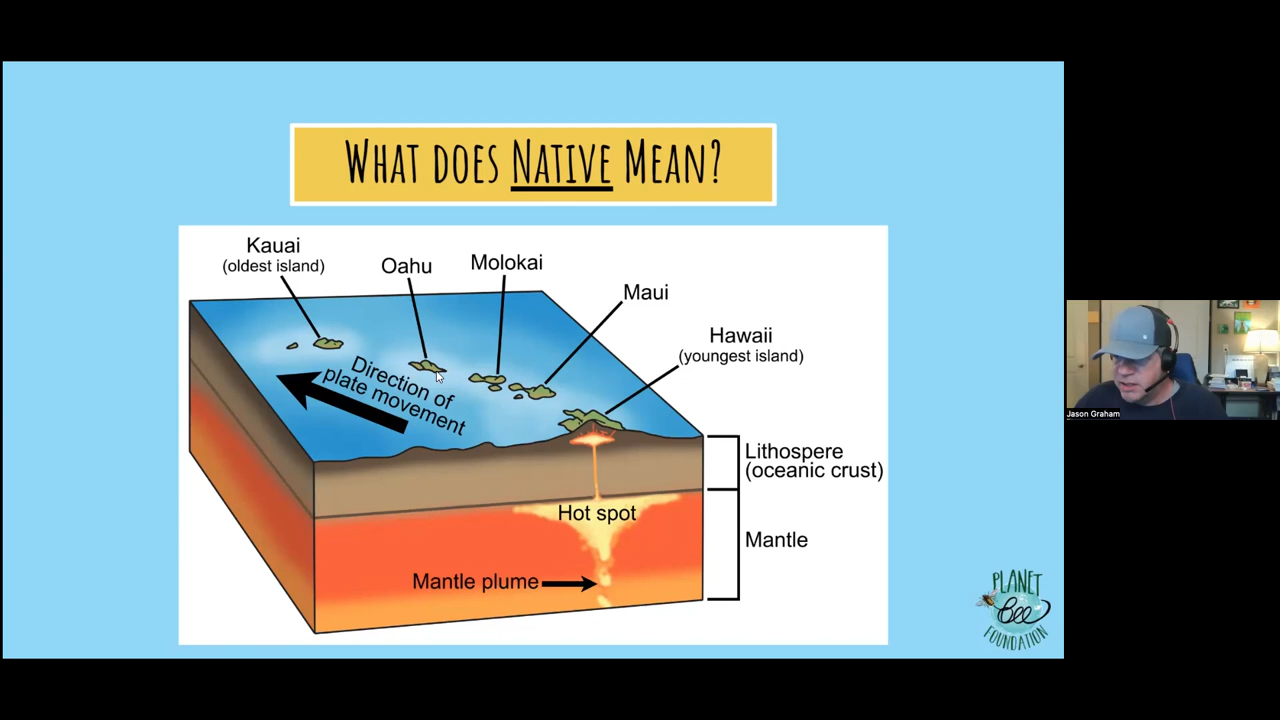 WHAT DOES NATIVE MEAN?
Kauai
(oldest island)
Oahu
Molokai
Maui
Hawaii
(youngest island)
Direction of
plate movement
Lithospere
(oceanic crust)
Hot spot
Mantle
Mantle plume
PLANET
Bee
FOUNDATION
Jason Graham